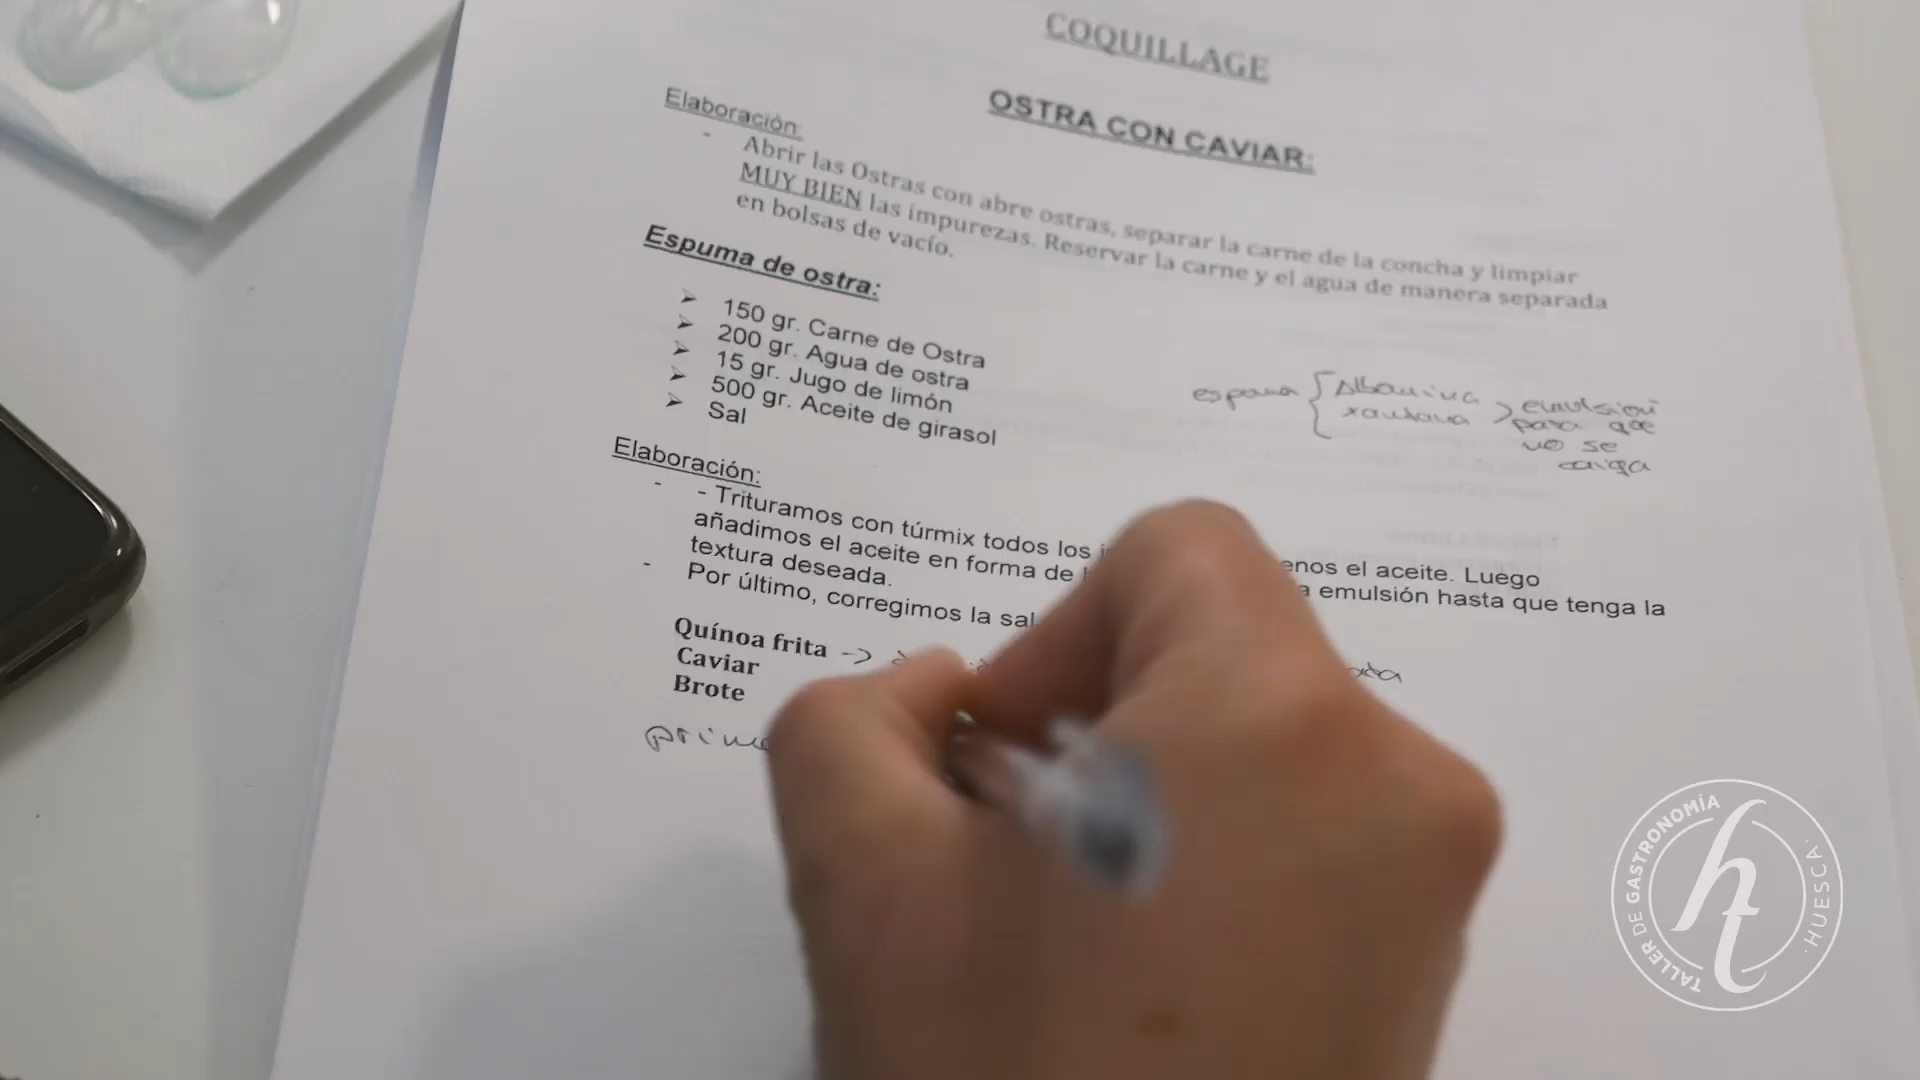 COQUILLAGE
OSTRA CON CAVIAR:
Elaboración:
- Abrir las Ostras con abre ostras, separar la carne de la concha y limpiar
MUY BIEN las impurezas. Reservar la carne y el agua de manera separada
en bolsas de vacío.
Espuma de ostra:
➢ 150 gr. Carne de Ostra
➢ 200 gr. Agua de ostra
➢ 15 gr. Jugo de limón
➢ 500 gr. Aceite de girasol
➢ Sal
espuma { Albumina > emulsión
xantana para que
no se
caiga
Elaboración:
- - Trituramos con túrmix todos los enos el aceite. Luego
añadimos el aceite en forma de a emulsión hasta que tenga la
textura deseada.
- Por último, corregimos la sal
Quínoa frita ->
Caviar
Brote
TALLER DE GASTRONOMÍA
· HUESCA ·
ht